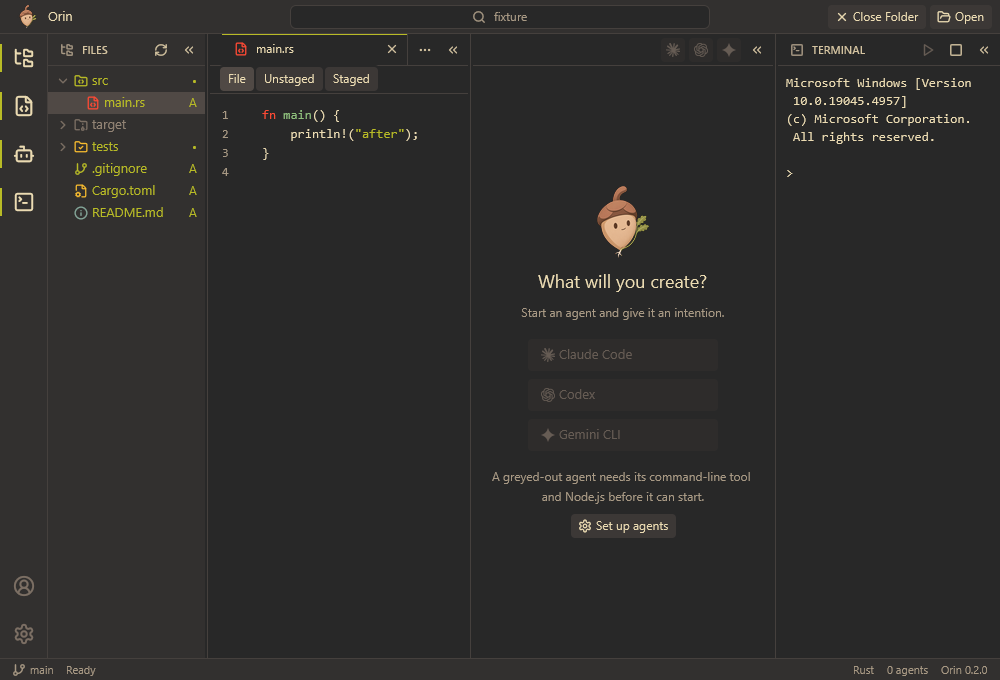 Orin
fixture
Close Folder
Open
FILES
src
main.rs A
target
tests
.gitignore A
Cargo.toml A
README.md A
main.rs
File Unstaged Staged
1 fn main() {
2 println!("after");
3 }
4
What will you create?
Start an agent and give it an intention.
Claude Code
Codex
Gemini CLI
A greyed-out agent needs its command-line tool
and Node.js before it can start.
Set up agents
TERMINAL
Microsoft Windows [Version
10.0.19045.4957]
(c) Microsoft Corporation.
All rights reserved.
>
main Ready
Rust 0 agents Orin 0.2.0